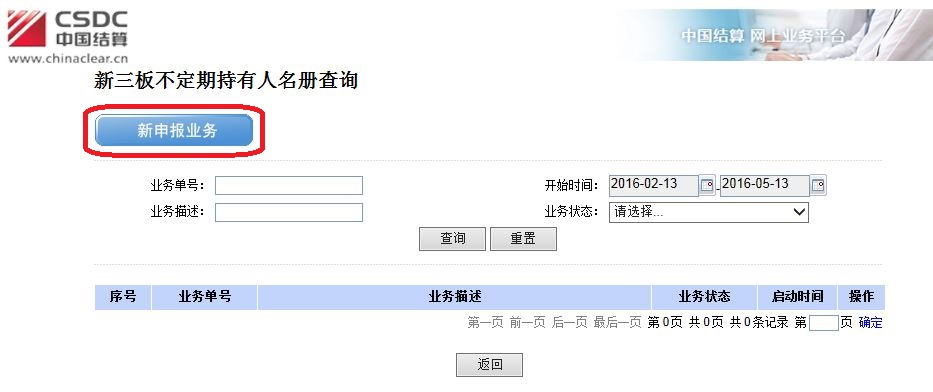 CSDC
中国结算
www.chinaclear.cn
中国结算 网上业务平台
新三板不定期持有人名册查询
新申报业务
业务单号： 开始时间： 2016-02-13 - 2016-05-13
业务描述： 业务状态： 请选择...
查询 重置
序号 业务单号 业务描述 业务状态 启动时间 操作
第一页 前一页 后一页 最后一页 第0页 共0页 共0条记录 第 页 确定
返回